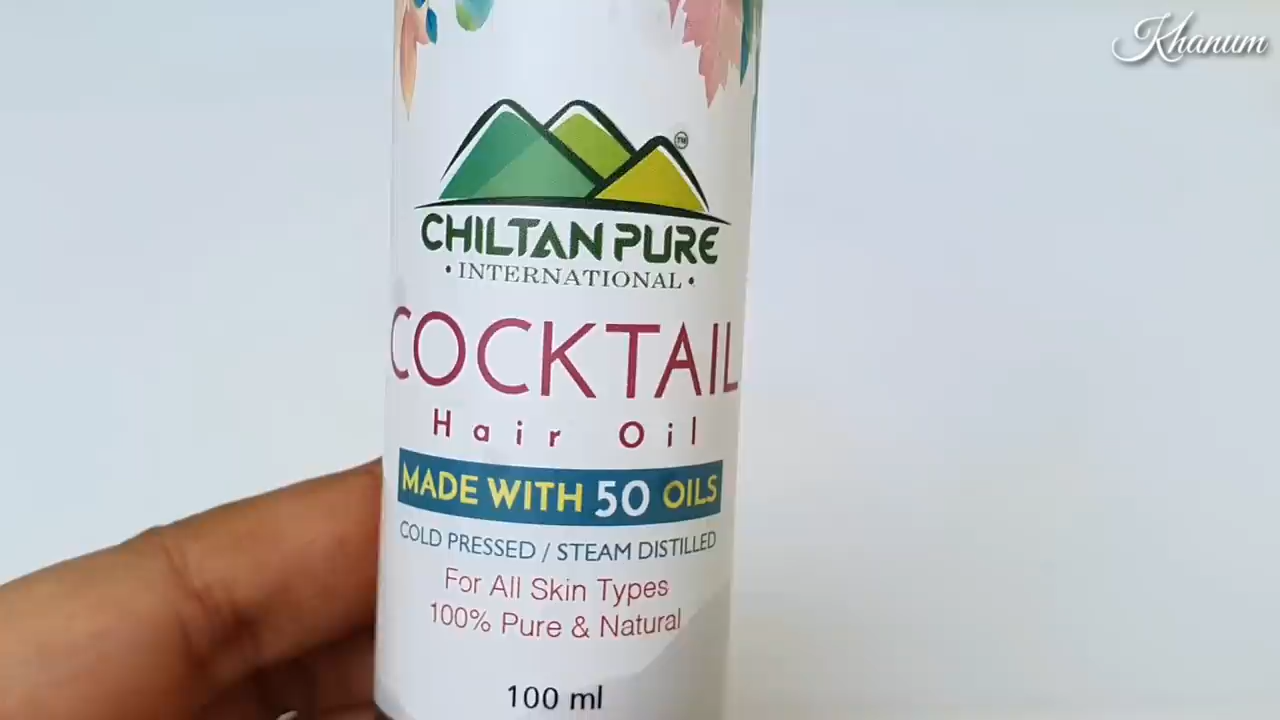 Khanum
TM
CHILTAN PURE
• INTERNATIONAL •
COCKTAIL
Hair Oil
MADE WITH 50 OILS
COLD PRESSED / STEAM DISTILLED
For All Skin Types
100% Pure & Natural
100 ml